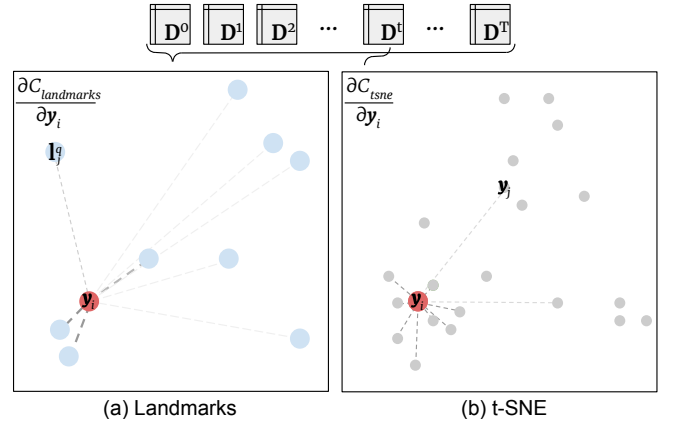 D⁰ D¹ D² ... Dᵗ ... Dᵀ
∂C_landmarks
∂y_i
l_j^q
y_i
(a) Landmarks
∂C_tsne
∂y_i
y_j
y_i
(b) t-SNE